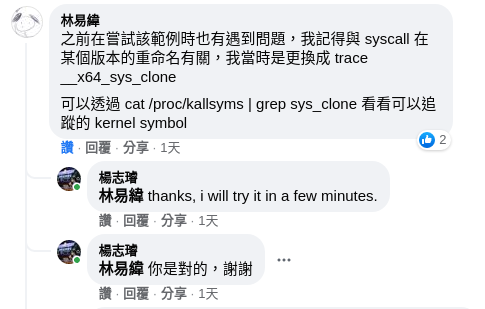 林易緯
之前在嘗試該範例時也有遇到問題，我記得與 syscall 在
某個版本的重命名有關，我當時是更換成 trace
__x64_sys_clone
可以透過 cat /proc/kallsyms | grep sys_clone 看看可以追
蹤的 kernel symbol
2
讚 · 回覆 · 分享 · 1天
楊志璿
林易緯 thanks, i will try it in a few minutes.
讚 · 回覆 · 分享 · 1天
楊志璿
林易緯 你是對的，謝謝
讚 · 回覆 · 分享 · 1天